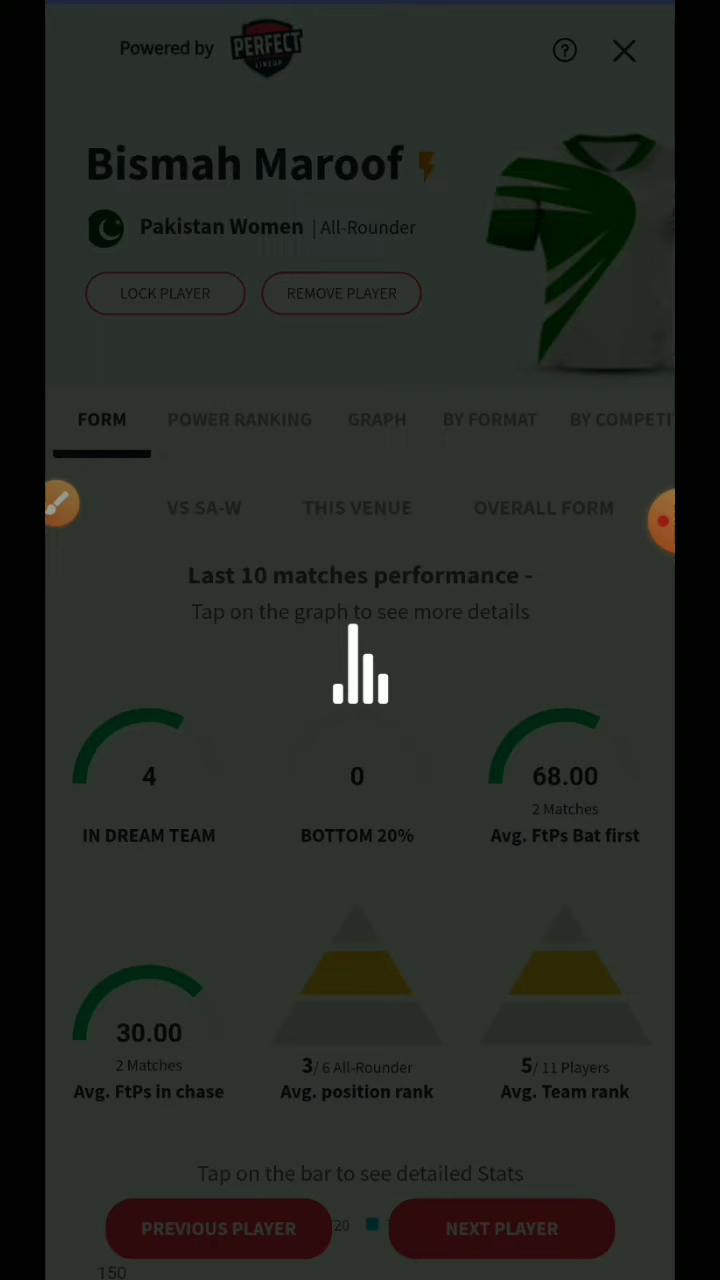 Powered by PERFECT LINEUP
Bismah Maroof
Pakistan Women | All-Rounder
LOCK PLAYER REMOVE PLAYER
FORM POWER RANKING GRAPH BY FORMAT BY COMPETI
VS SA-W THIS VENUE OVERALL FORM
Last 10 matches performance -
Tap on the graph to see more details
4 0 68.00
2 Matches
IN DREAM TEAM BOTTOM 20% Avg. FtPs Bat first
30.00
2 Matches 3/ 6 All-Rounder 5/ 11 Players
Avg. FtPs in chase Avg. position rank Avg. Team rank
Tap on the bar to see detailed Stats
PREVIOUS PLAYER /20 NEXT PLAYER
150